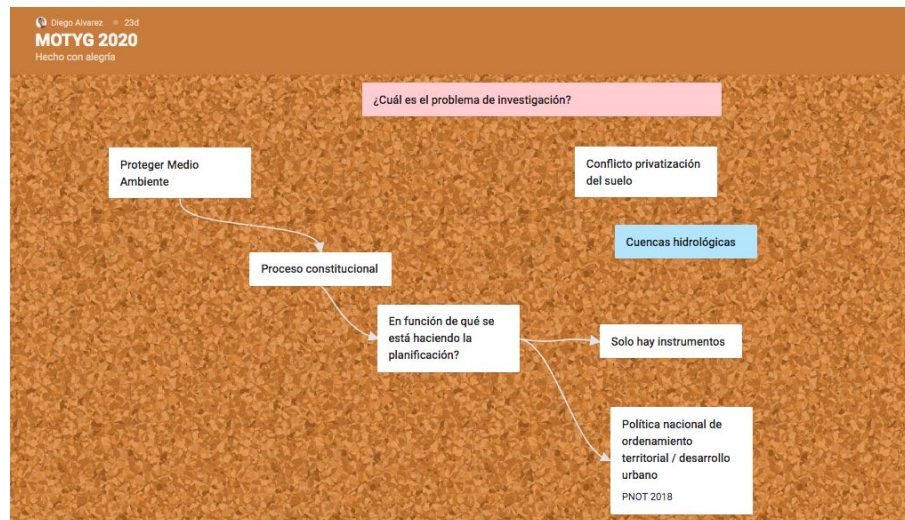 Diego Alvarez • 23d
MOTYG 2020
Hecho con alegría
¿Cuál es el problema de investigación?
Proteger Medio
Ambiente
Conflicto privatización
del suelo
Cuencas hidrológicas
Proceso constitucional
En función de qué se
está haciendo la
planificación?
Solo hay instrumentos
Política nacional de
ordenamiento
territorial / desarrollo
urbano
PNOT 2018